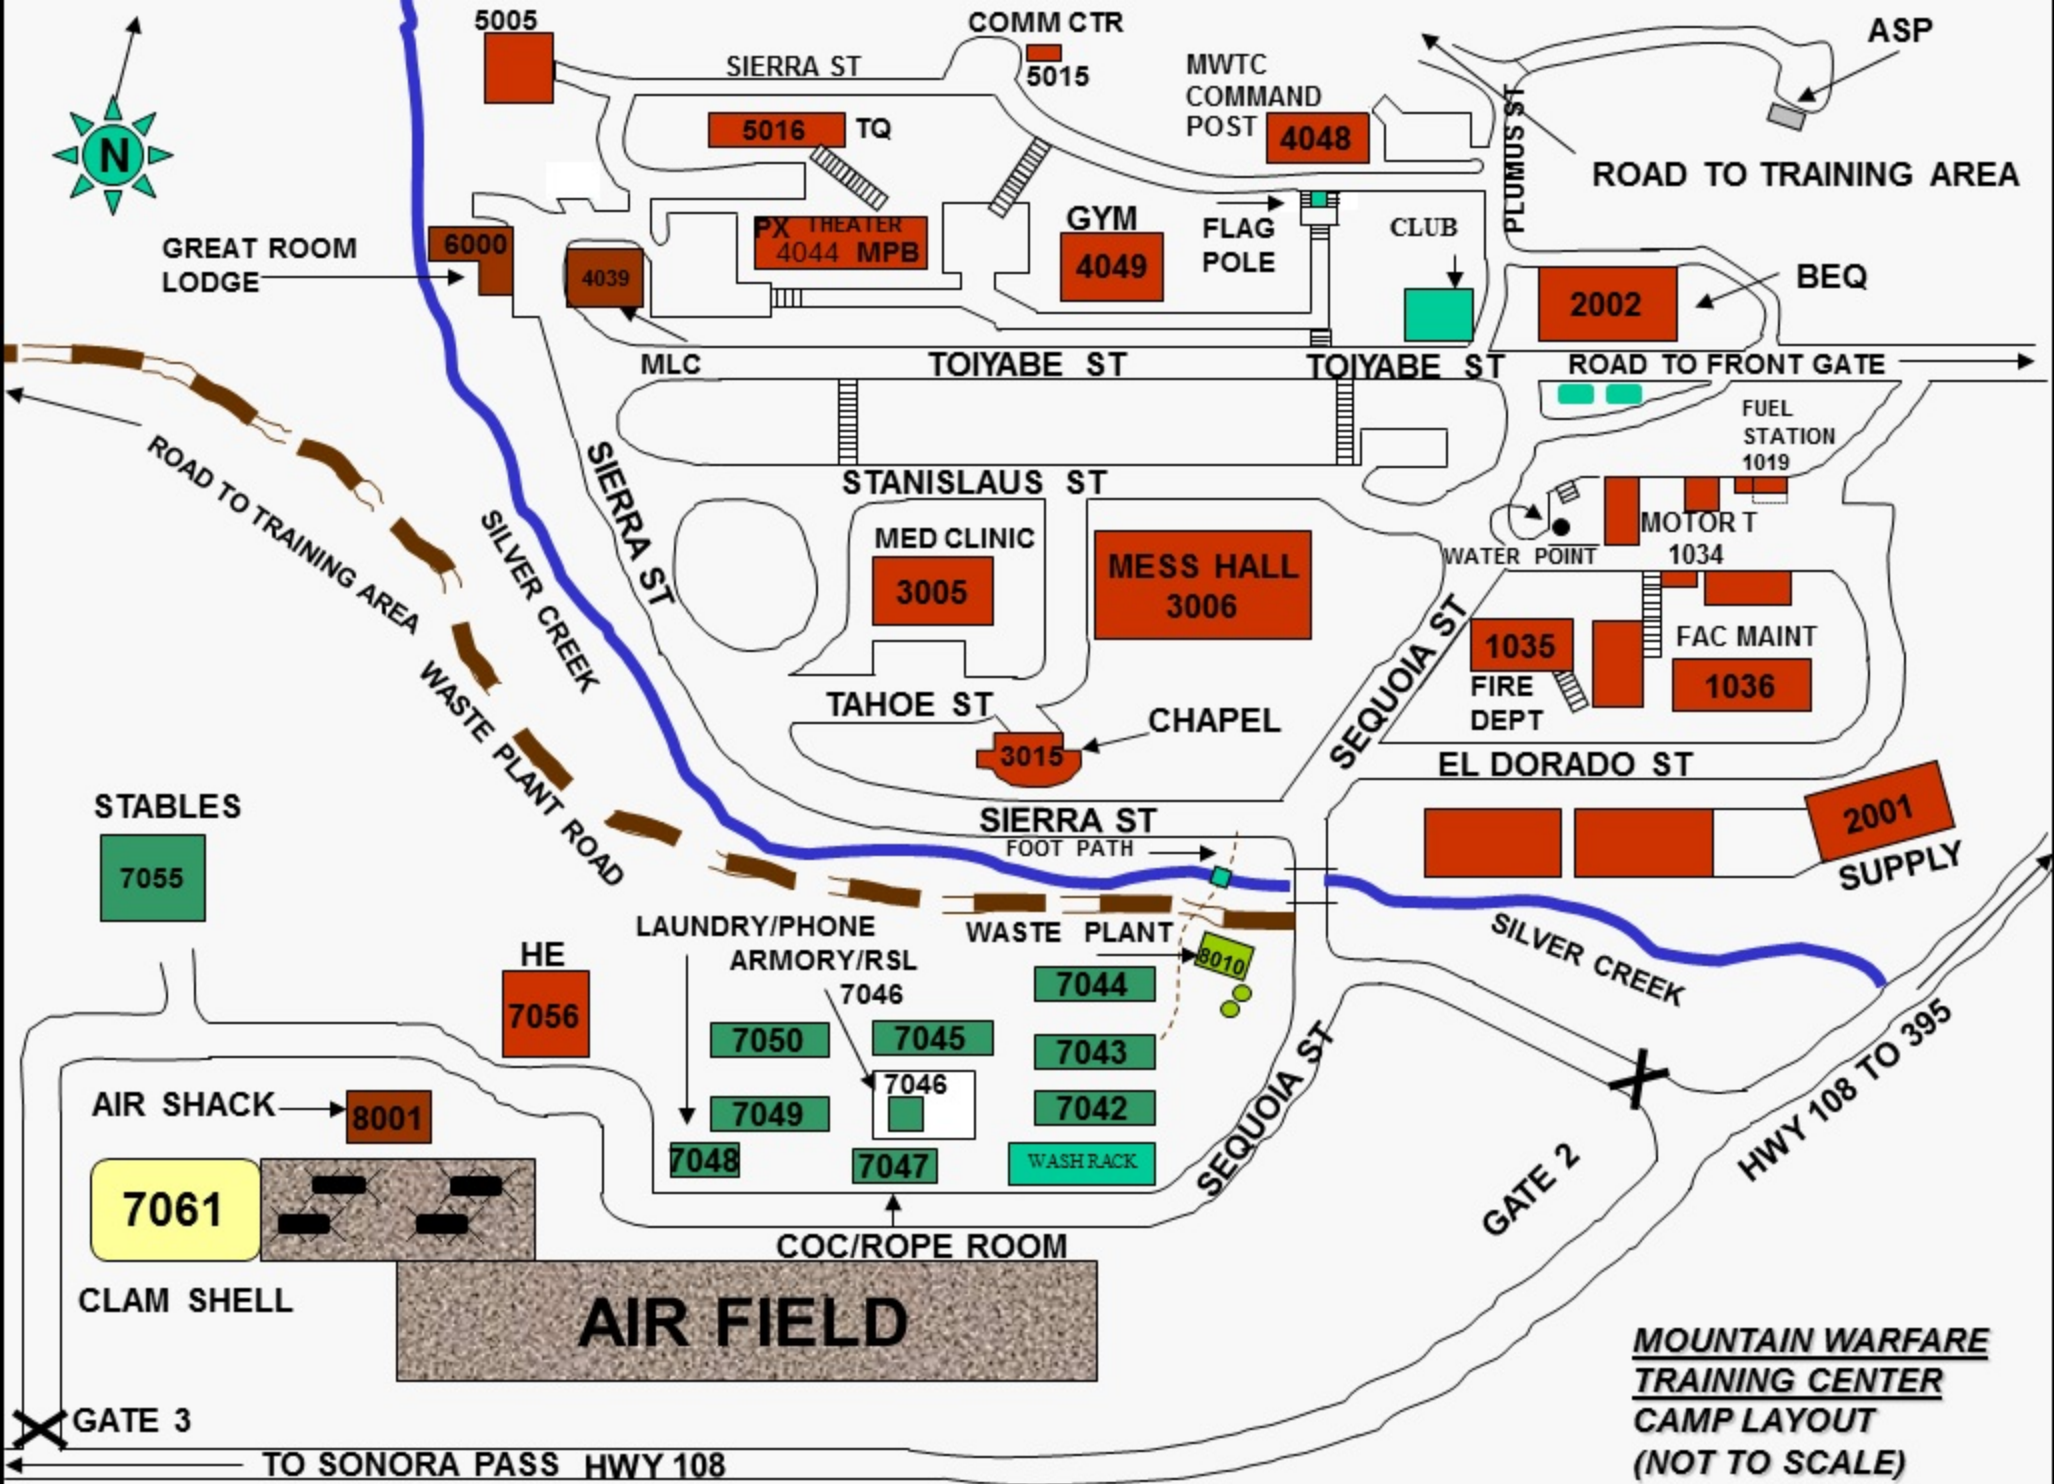 5005
COMM CTR
5015
ASP
SIERRA ST
MWTC
COMMAND
POST
4048
5016
TQ
N
PLUMUS ST
ROAD TO TRAINING AREA
GREAT ROOM
LODGE
6000
4039
PX THEATER
4044 MPB
GYM
4049
FLAG
POLE
CLUB
2002
BEQ
MLC
TOIYABE ST
TOIYABE ST
ROAD TO FRONT GATE
FUEL
STATION
1019
ROAD TO TRAINING AREA
SIERRA ST
STANISLAUS ST
MOTOR T
1034
WATER POINT
SILVER CREEK
MED CLINIC
3005
MESS HALL
3006
SEQUOIA ST
1035
FIRE
DEPT
FAC MAINT
1036
WASTE PLANT ROAD
TAHOE ST
CHAPEL
3015
EL DORADO ST
2001
SUPPLY
STABLES
7055
SIERRA ST
FOOT PATH
LAUNDRY/PHONE
ARMORY/RSL
7046
WASTE PLANT
8010
SILVER CREEK
HE
7056
7044
7050
7045
7043
7046
7049
7042
7048
7047
WASH RACK
SEQUOIA ST
AIR SHACK
8001
7061
CLAM SHELL
COC/ROPE ROOM
AIR FIELD
GATE 2
HWY 108 TO 395
GATE 3
TO SONORA PASS HWY 108
MOUNTAIN WARFARE
TRAINING CENTER
CAMP LAYOUT
(NOT TO SCALE)